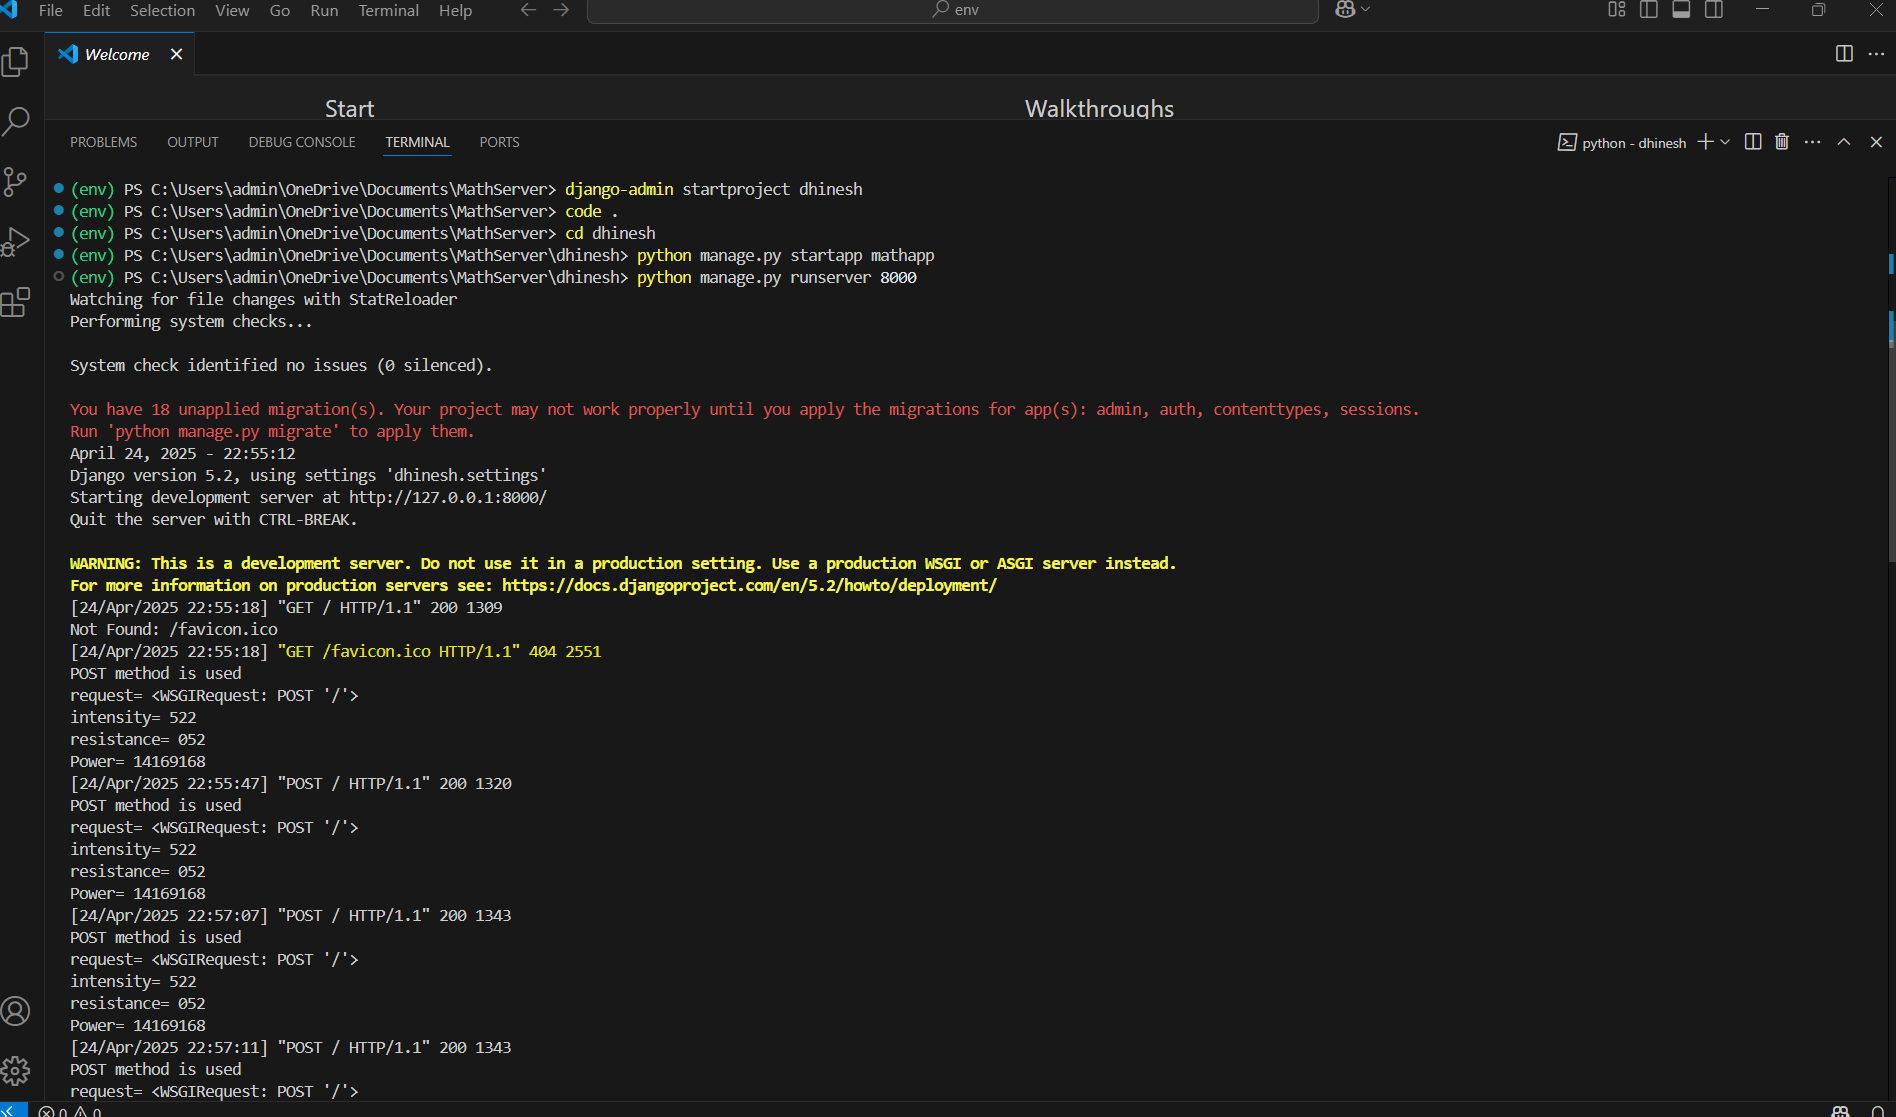 File Edit Selection View Go Run Terminal Help env
Welcome
Start Walkthroughs
PROBLEMS OUTPUT DEBUG CONSOLE TERMINAL PORTS python - dhinesh
(env) PS C:\Users\admin\OneDrive\Documents\MathServer> django-admin startproject dhinesh
(env) PS C:\Users\admin\OneDrive\Documents\MathServer> code .
(env) PS C:\Users\admin\OneDrive\Documents\MathServer> cd dhinesh
(env) PS C:\Users\admin\OneDrive\Documents\MathServer\dhinesh> python manage.py startapp mathapp
(env) PS C:\Users\admin\OneDrive\Documents\MathServer\dhinesh> python manage.py runserver 8000
Watching for file changes with StatReloader
Performing system checks...
System check identified no issues (0 silenced).
You have 18 unapplied migration(s). Your project may not work properly until you apply the migrations for app(s): admin, auth, contenttypes, sessions.
Run 'python manage.py migrate' to apply them.
April 24, 2025 - 22:55:12
Django version 5.2, using settings 'dhinesh.settings'
Starting development server at http://127.0.0.1:8000/
Quit the server with CTRL-BREAK.
WARNING: This is a development server. Do not use it in a production setting. Use a production WSGI or ASGI server instead.
For more information on production servers see: https://docs.djangoproject.com/en/5.2/howto/deployment/
[24/Apr/2025 22:55:18] "GET / HTTP/1.1" 200 1309
Not Found: /favicon.ico
[24/Apr/2025 22:55:18] "GET /favicon.ico HTTP/1.1" 404 2551
POST method is used
request= <WSGIRequest: POST '/'>
intensity= 522
resistance= 052
Power= 14169168
[24/Apr/2025 22:55:47] "POST / HTTP/1.1" 200 1320
POST method is used
request= <WSGIRequest: POST '/'>
intensity= 522
resistance= 052
Power= 14169168
[24/Apr/2025 22:57:07] "POST / HTTP/1.1" 200 1343
POST method is used
request= <WSGIRequest: POST '/'>
intensity= 522
resistance= 052
Power= 14169168
[24/Apr/2025 22:57:11] "POST / HTTP/1.1" 200 1343
POST method is used
request= <WSGIRequest: POST '/'>
0 0